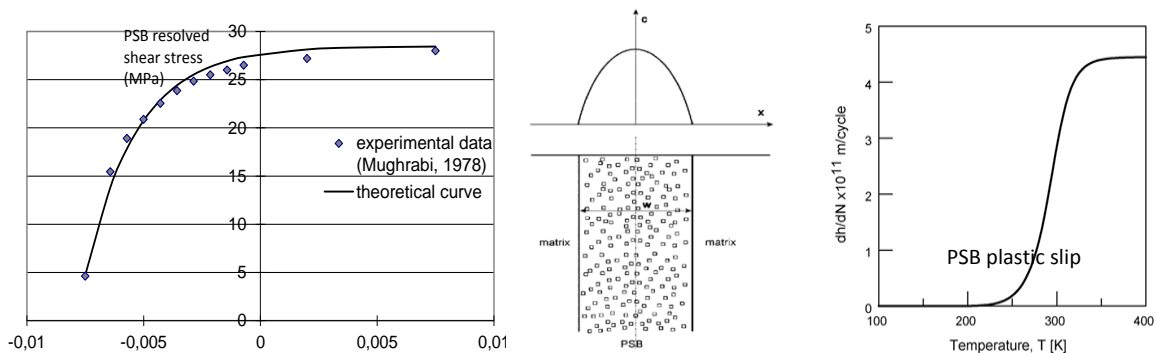 30
PSB resolved
shear stress
(MPa)
25
20
15
10
5
0
-0,01
-0,005
0
0,005
0,01
experimental data
(Mughrabi, 1978)
theoretical curve
c
x
w
matrix
matrix
PSB
5
4
3
2
1
0
dh/dN x10¹¹ m/cycle
PSB plastic slip
100
200
300
400
Temperature, T [K]